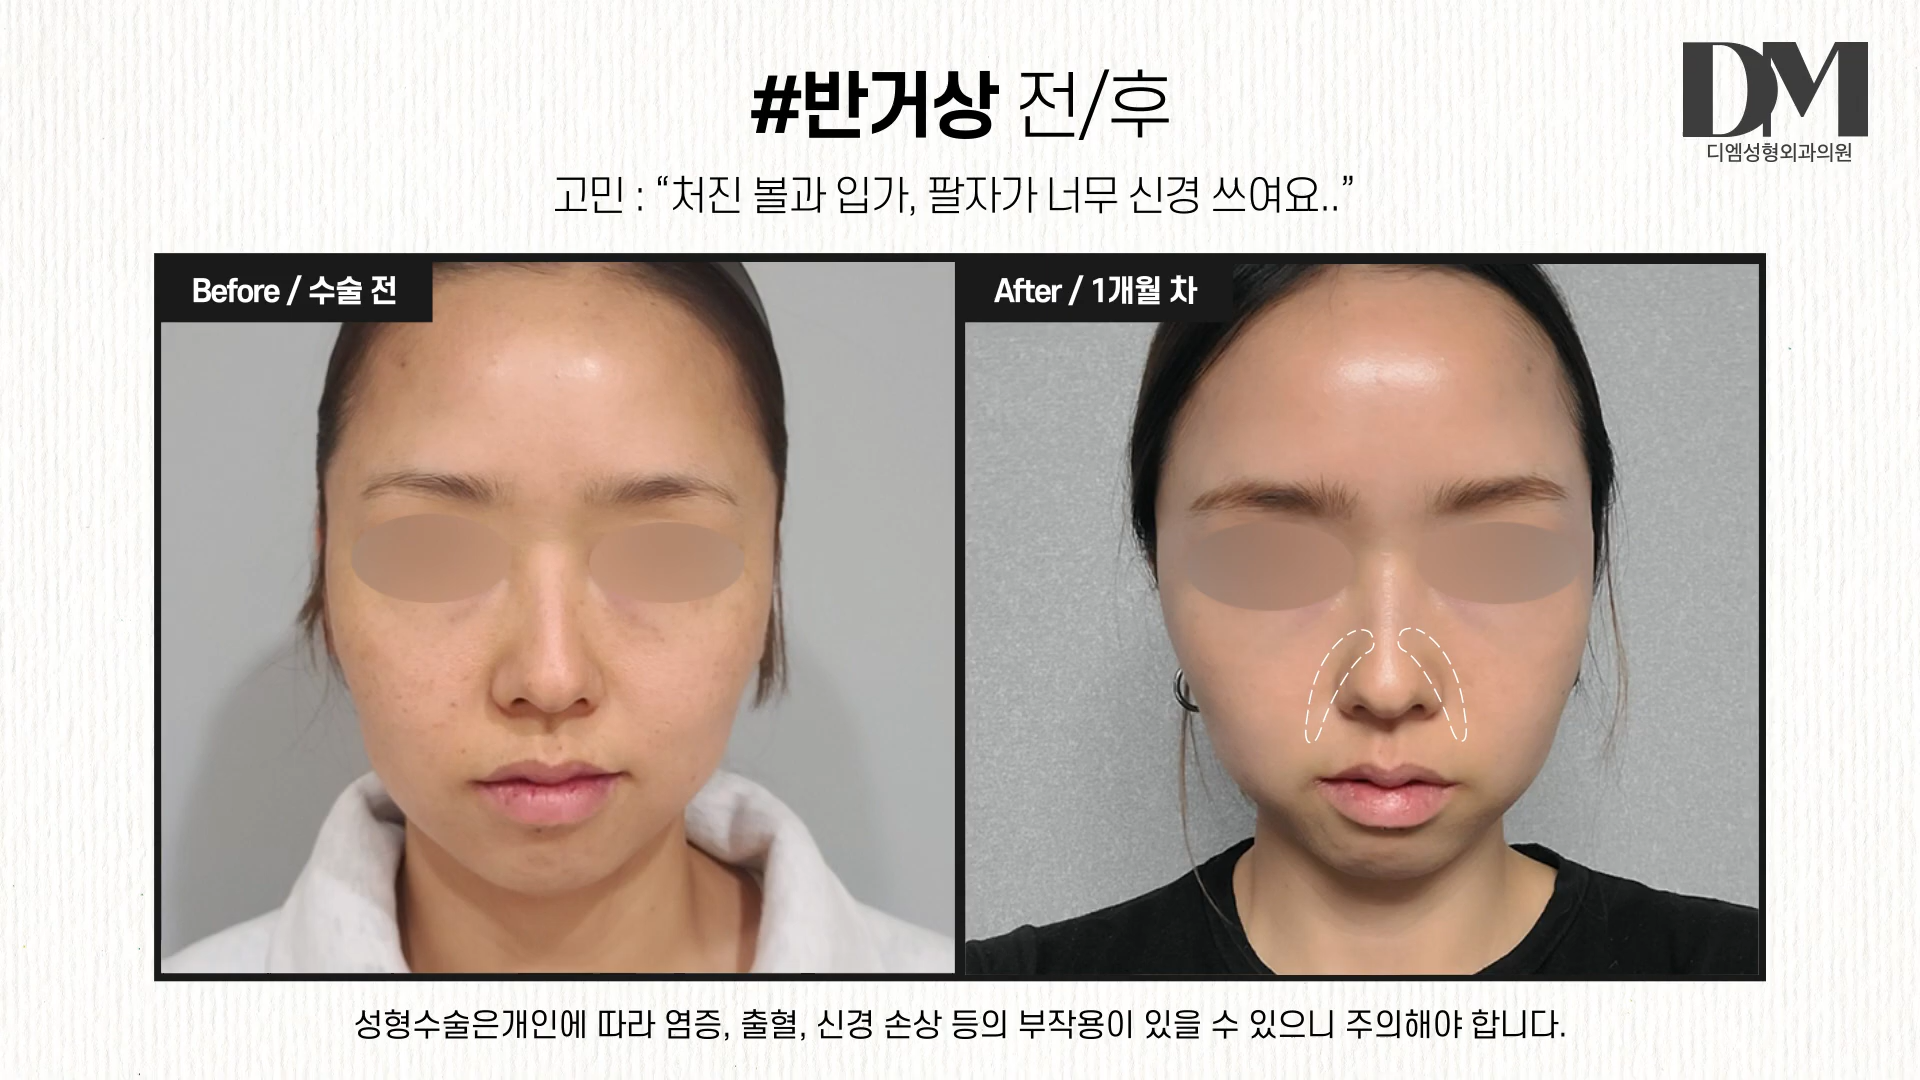 #반거상 전/후
DM
디엠성형외과의원
고민 : “처진 볼과 입가, 팔자가 너무 신경 쓰여요..”
Before / 수술 전
After / 1개월 차
성형수술은개인에 따라 염증, 출혈, 신경 손상 등의 부작용이 있을 수 있으니 주의해야 합니다.